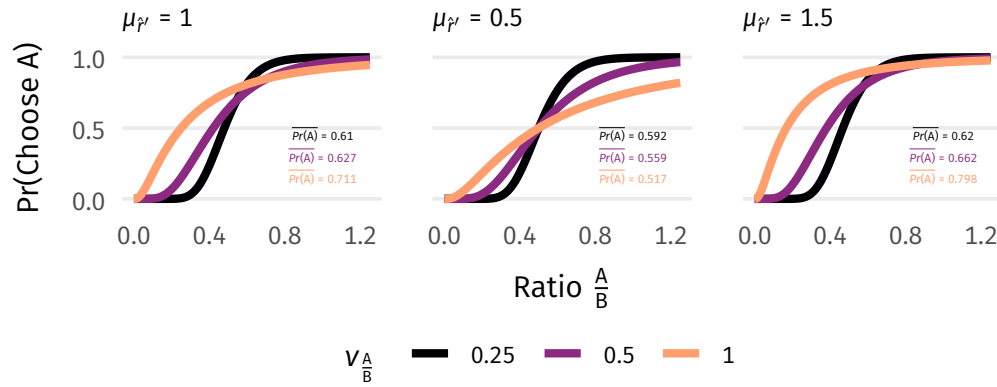 μ_r̂′ = 1
μ_r̂′ = 0.5
μ_r̂′ = 1.5
Pr(Choose A)
1.0
0.5
0.0
Pr(A) = 0.61
Pr(A) = 0.627
Pr(A) = 0.711
Pr(A) = 0.592
Pr(A) = 0.559
Pr(A) = 0.517
Pr(A) = 0.62
Pr(A) = 0.662
Pr(A) = 0.798
0.0 0.4 0.8 1.2
0.0 0.4 0.8 1.2
0.0 0.4 0.8 1.2
Ratio A/B
ν A/B 0.25 0.5 1